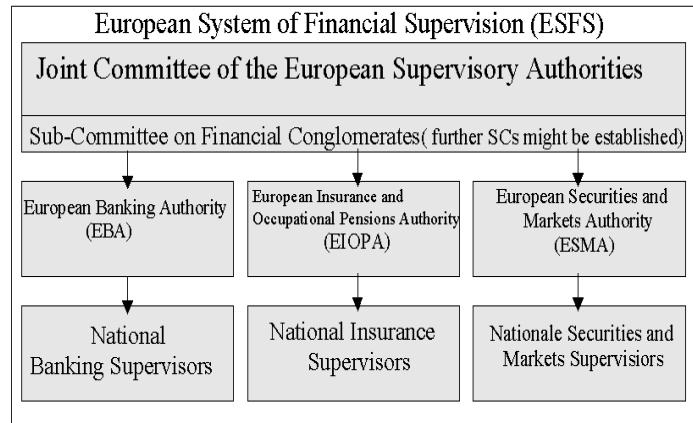 European System of Financial Supervision (ESFS)
Joint Committee of the European Supervisory Authorities
Sub-Committee on Financial Conglomerates( further SCs might be established)
European Banking Authority
(EBA)
European Insurance and
Occupational Pensions Authority
(EIOPA)
European Securities and
Markets Authority
(ESMA)
National
Banking Supervisors
National Insurance
Supervisors
Nationale Securities and
Markets Supervisiors